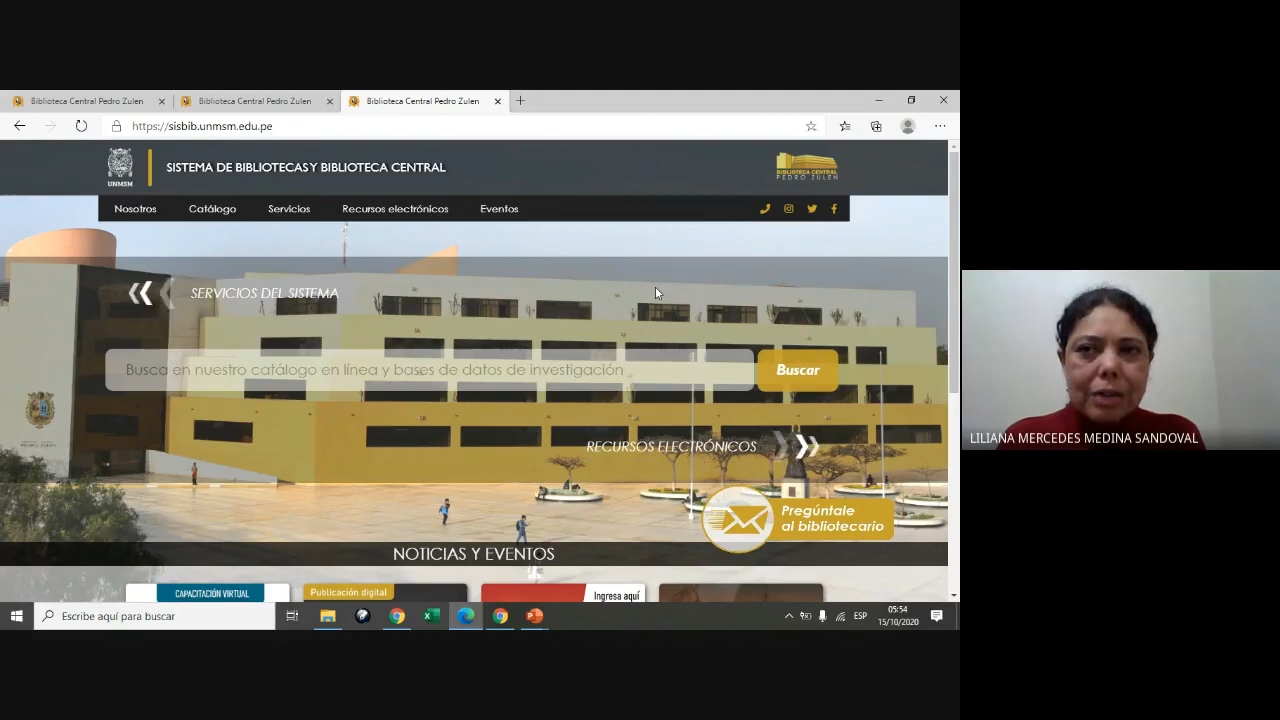 Biblioteca Central Pedro Zulen
Biblioteca Central Pedro Zulen
Biblioteca Central Pedro Zulen
https://sisbib.unmsm.edu.pe
UNMSM
SISTEMA DE BIBLIOTECAS Y BIBLIOTECA CENTRAL
BIBLIOTECA CENTRAL
PEDRO ZULEN
Nosotros
Catálogo
Servicios
Recursos electrónicos
Eventos
SERVICIOS DEL SISTEMA
Busca en nuestro catálogo en línea y bases de datos de investigación
Buscar
RECURSOS ELECTRÓNICOS
Pregúntale
al bibliotecario
NOTICIAS Y EVENTOS
CAPACITACIÓN VIRTUAL
Publicación digital
Ingresa aquí
Escribe aquí para buscar
ESP
05:54
15/10/2020
LILIANA MERCEDES MEDINA SANDOVAL